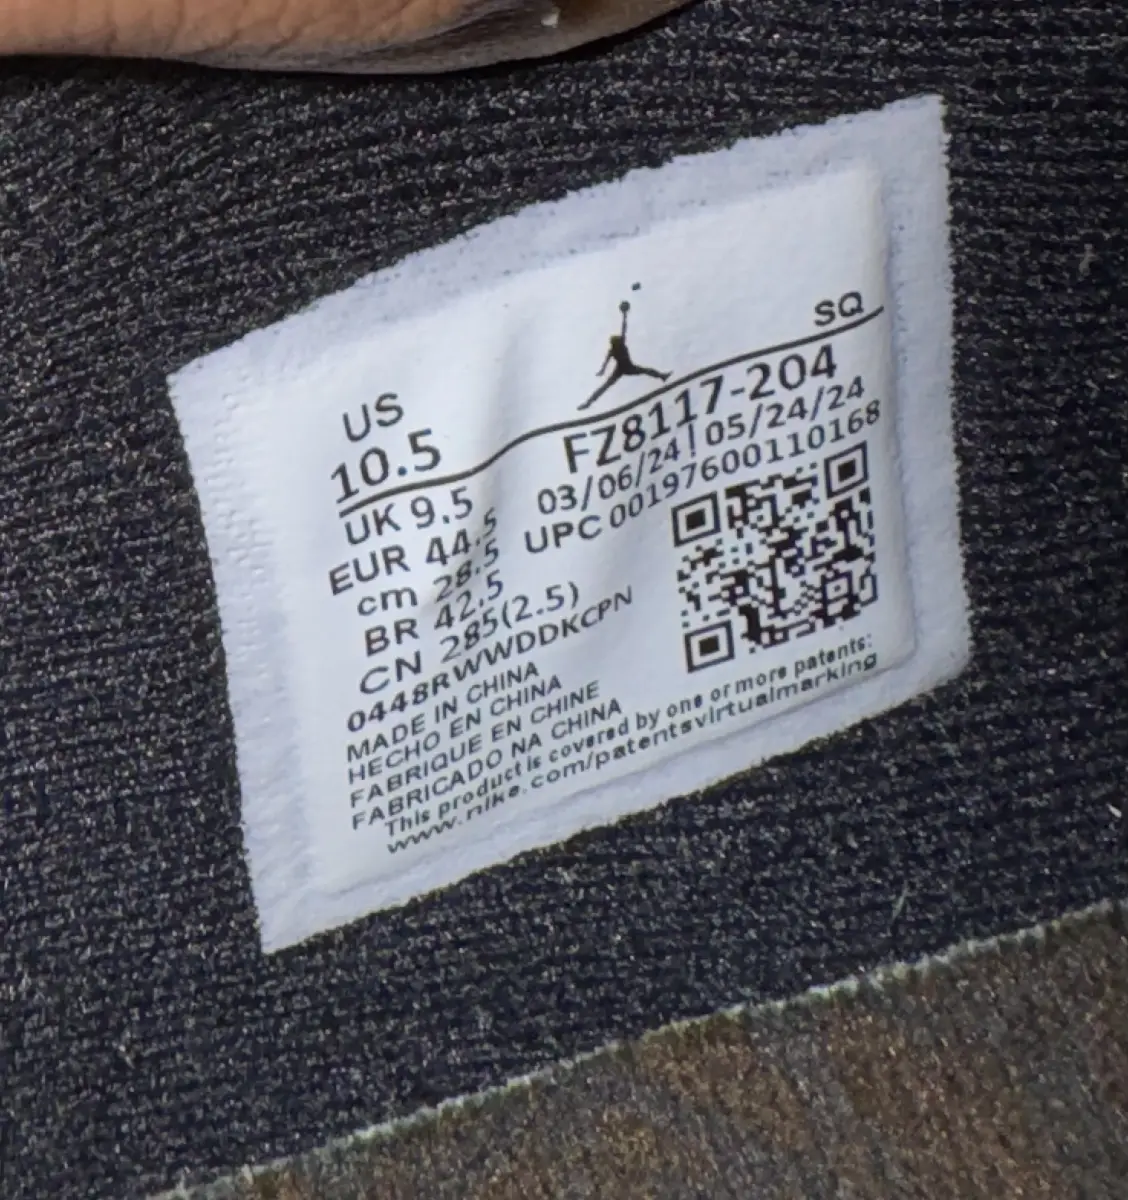 SQ
US
10.5
UK 9.5
EUR 44.5
cm 28.5
BR 42.5
CN 285(2.5)
FZ8117-204
03/06/24 | 05/24/24
UPC 00197600110168
0448RWWDDKCPN
MADE IN CHINA
HECHO EN CHINA
FABRIQUE EN CHINE
FABRICADO NA CHINA
This product is covered by one or more patents:
www.nike.com/patentsvirtualmarking